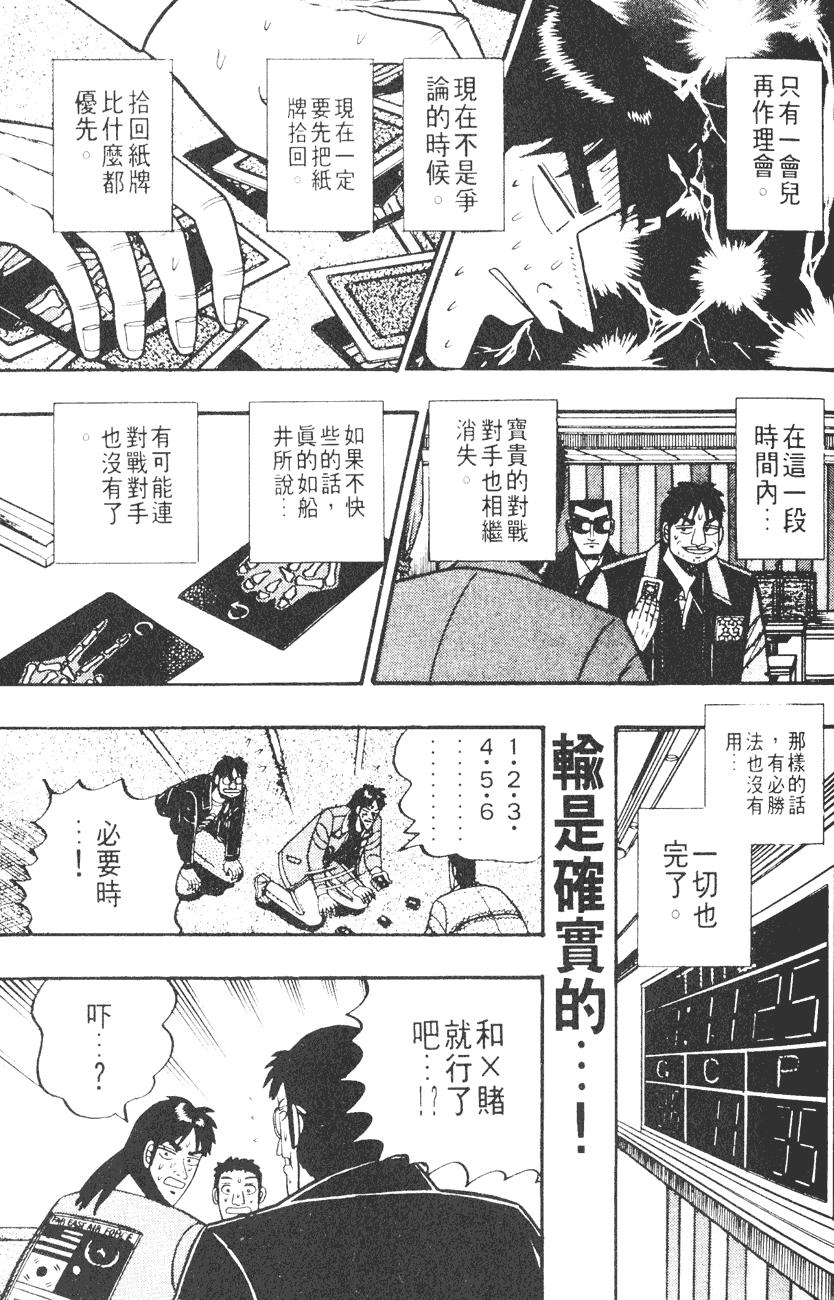 只有一會兒
再作理會。
現在不是爭
論的時候。
現在一定
要先把紙
牌拾回。
拾回紙牌
比什麼都
優先。
在這一段
時間內…
寶貴的對戰
對手也相繼
消失。
如果不快
些的話，
眞的如船
井所說…
有可能連
對戰對手
也沒有了
。
那樣的話
，有必勝
法也沒有
用…
一切也
完了。
G C P
輸是確實的…！
1・2・3・
4・5・6
………
………
必要時
…！
和×賭
就行了
吧…!?
吓…？
FAR EAST AIR FORCE